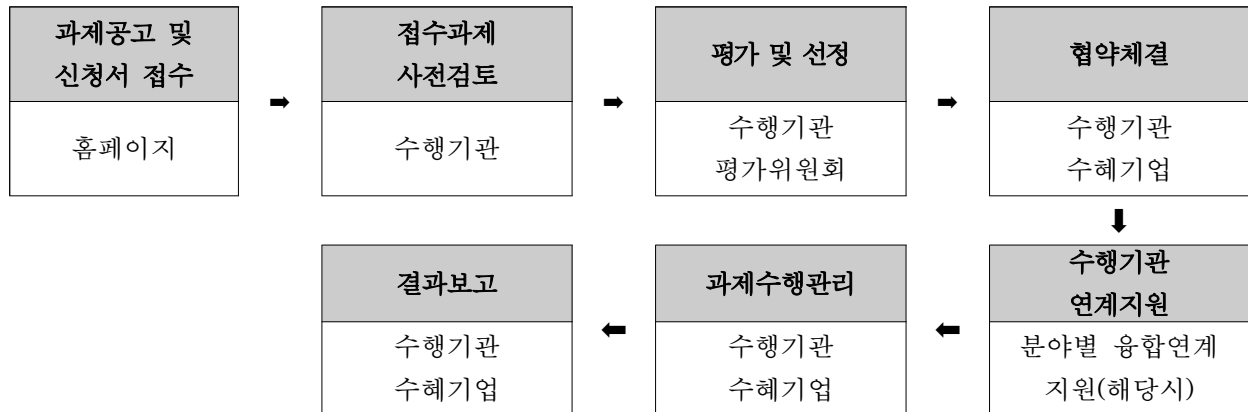 과제공고 및
신청서 접수
홈페이지
➡
접수과제
사전검토
수행기관
➡
평가 및 선정
수행기관
평가위원회
➡
협약체결
수행기관
수혜기업
⬇
수행기관
연계지원
분야별 융합연계
지원(해당시)
⬅
과제수행관리
수행기관
수혜기업
⬅
결과보고
수행기관
수혜기업